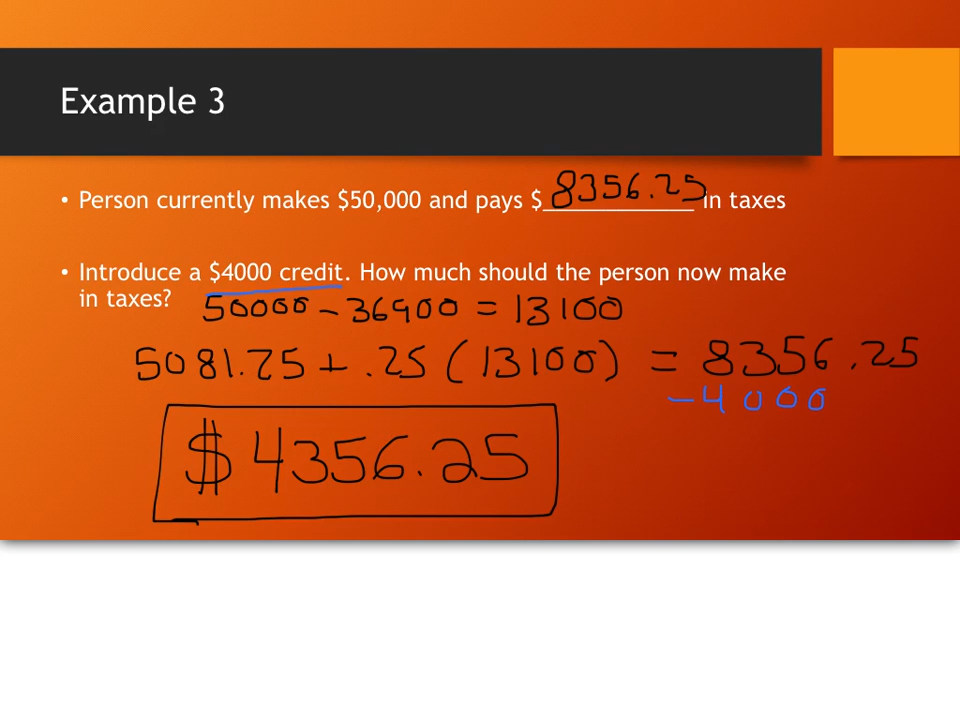 Example 3
• Person currently makes $50,000 and pays $ 8356.25 in taxes
• Introduce a $4000 credit. How much should the person now make
in taxes?
50000 - 36900 = 13100
5081.25 + .25 (13100) = 8356.25
- 4000
$ 4356.25